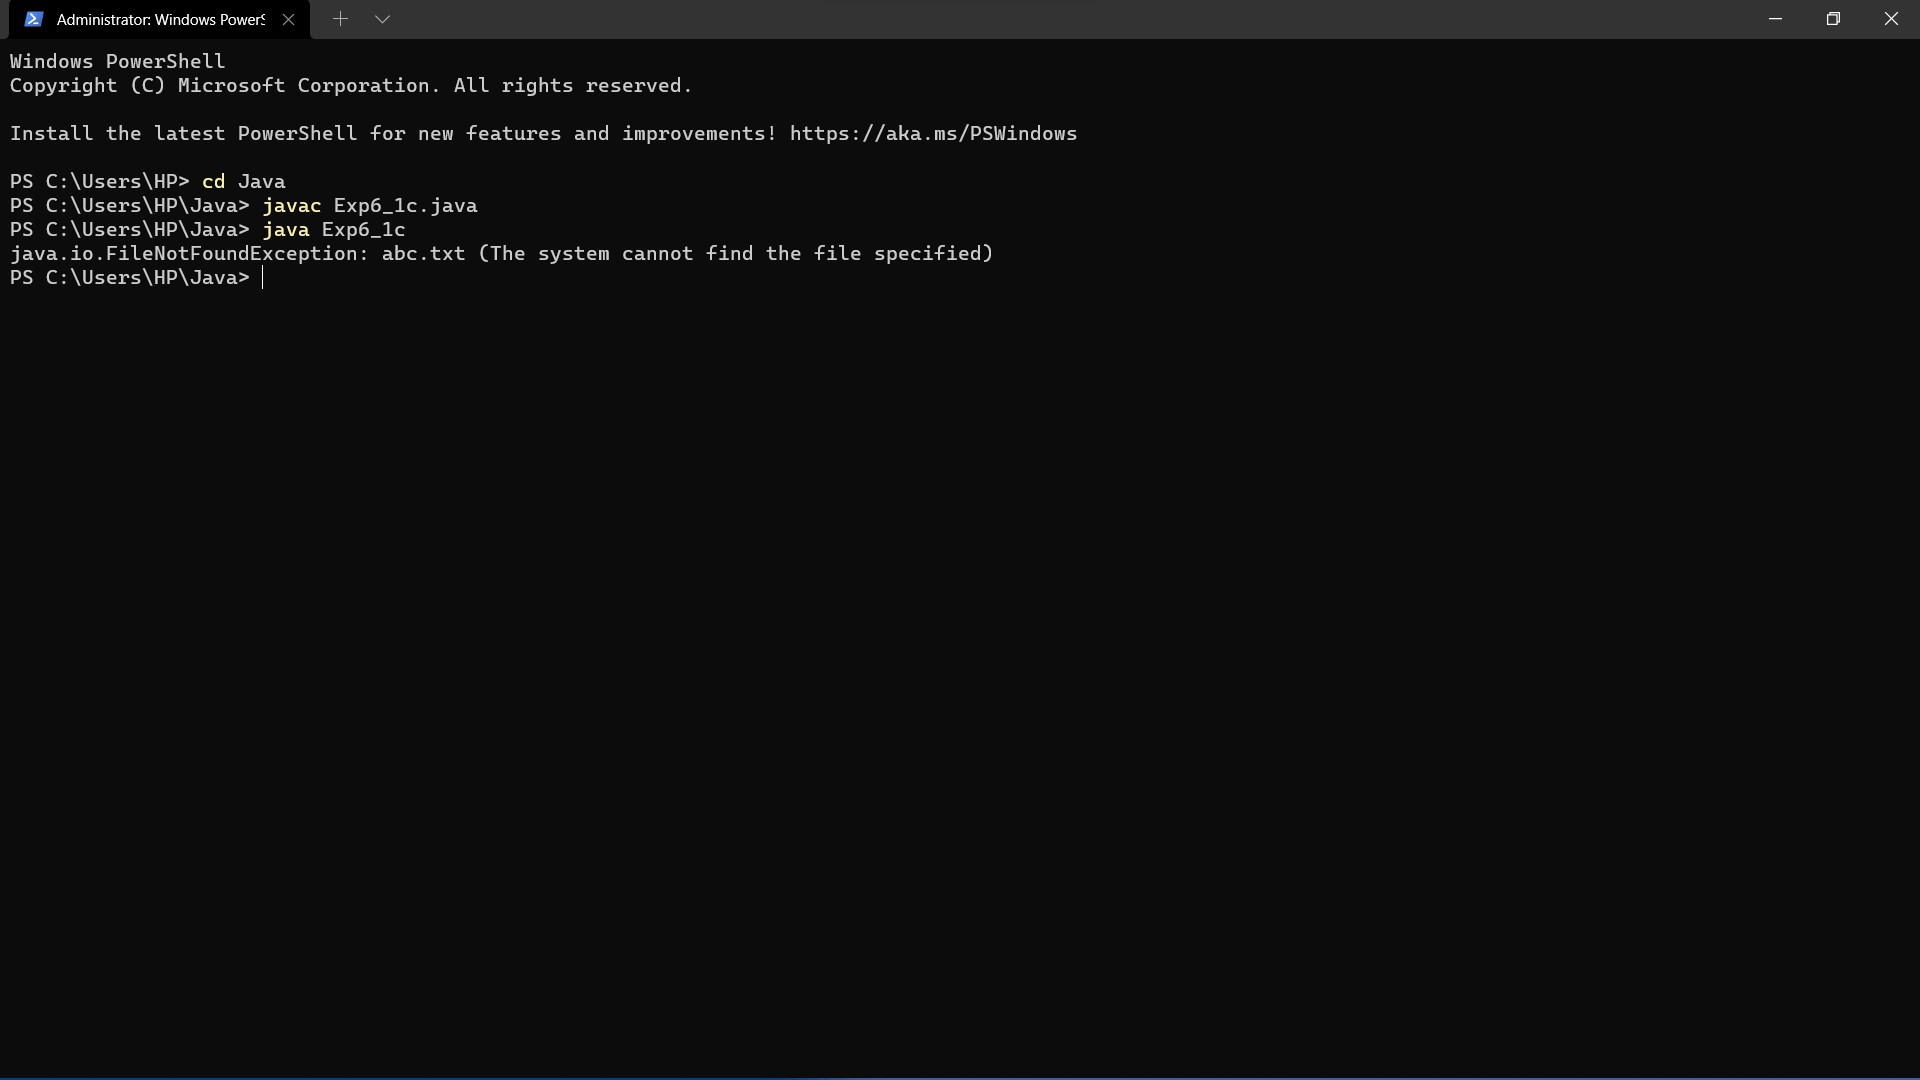 Administrator: Windows PowerS
Windows PowerShell
Copyright (C) Microsoft Corporation. All rights reserved.
Install the latest PowerShell for new features and improvements! https://aka.ms/PSWindows
PS C:\Users\HP> cd Java
PS C:\Users\HP\Java> javac Exp6_1c.java
PS C:\Users\HP\Java> java Exp6_1c
java.io.FileNotFoundException: abc.txt (The system cannot find the file specified)
PS C:\Users\HP\Java>